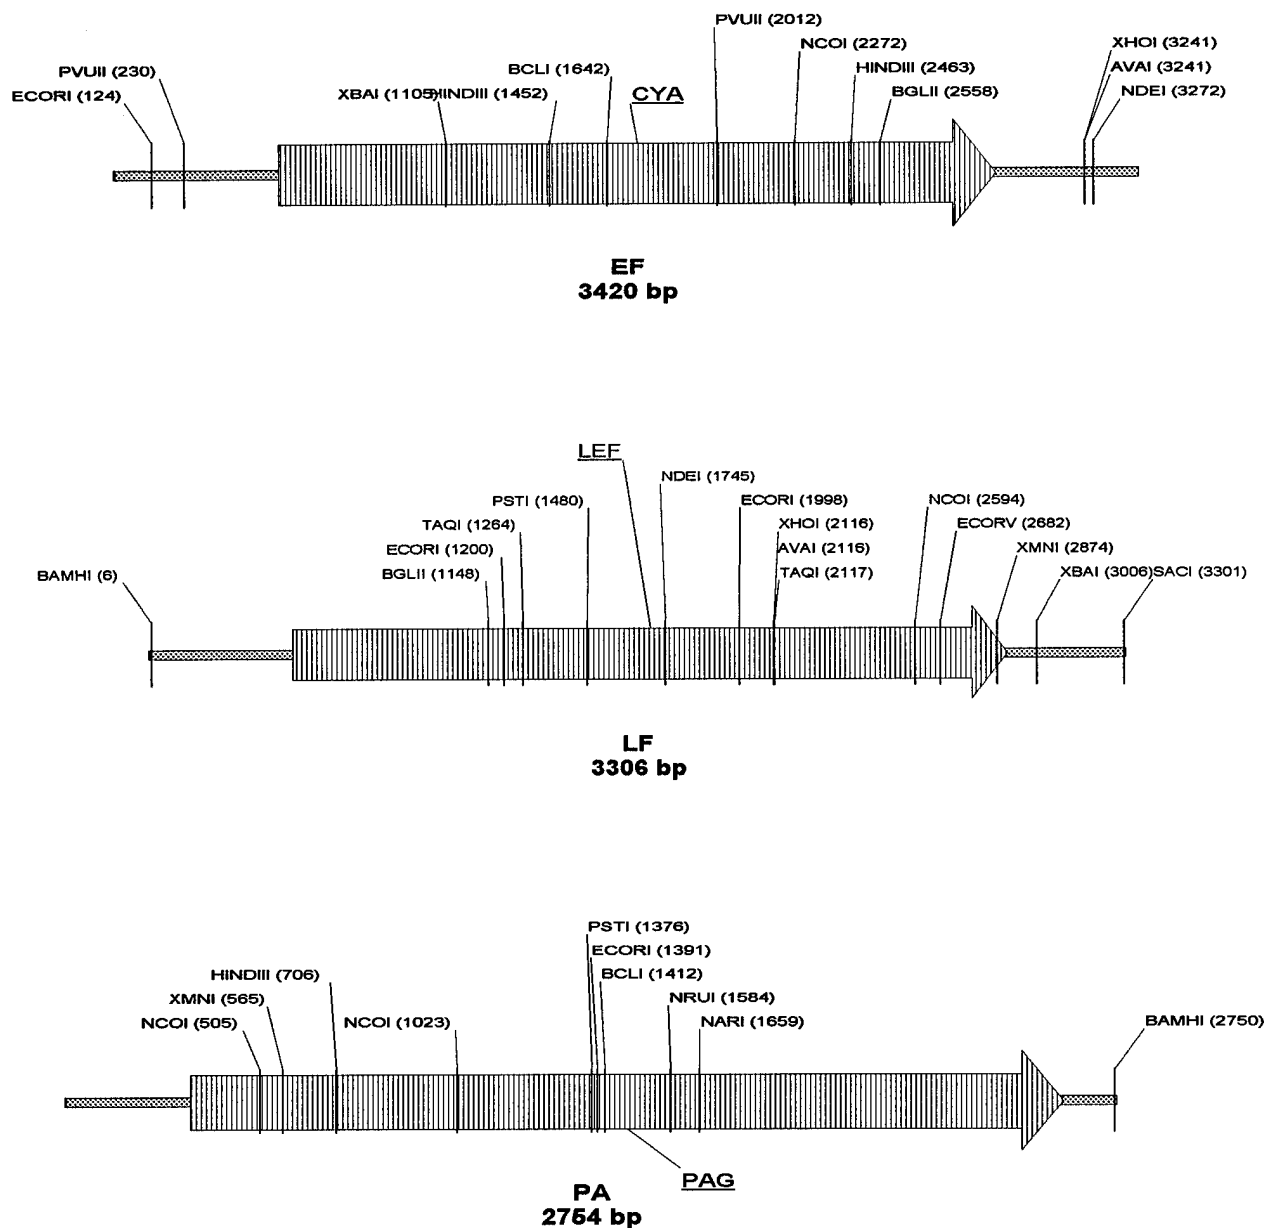 PVUII (2012)
NCOI (2272)
XHOI (3241)
PVUII (230)
BCLI (1642)
HINDIII (2463)
AVAI (3241)
ECORI (124)
XBAI (1105)
HINDIII (1452)
CYA
BGLII (2558)
NDEI (3272)
EF
3420 bp
LEF
NDEI (1745)
PSTI (1480)
ECORI (1998)
NCOI (2594)
TAQI (1264)
XHOI (2116)
ECORV (2682)
ECORI (1200)
AVAI (2116)
XMNI (2874)
BAMHI (6)
BGLII (1148)
TAQI (2117)
XBAI (3006)
SACI (3301)
LF
3306 bp
PSTI (1376)
ECORI (1391)
HINDIII (706)
BCLI (1412)
XMNI (565)
NRUI (1584)
NCOI (505)
NCOI (1023)
NARI (1659)
BAMHI (2750)
PAG
PA
2754 bp